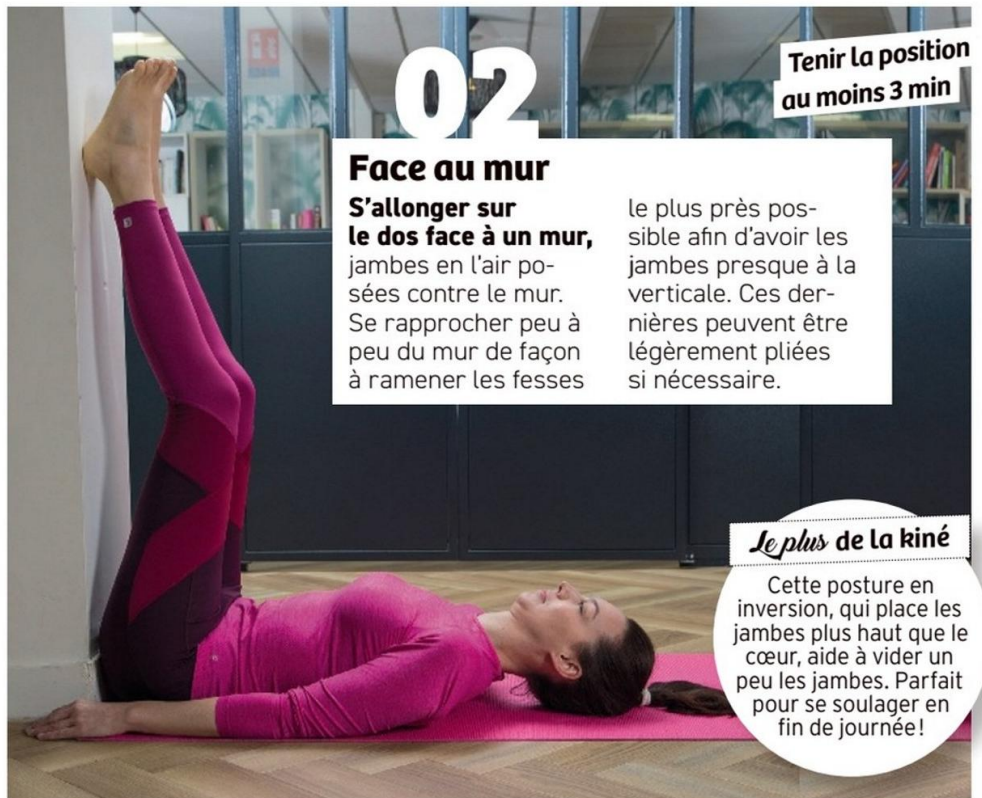 02
Tenir la position
au moins 3 min
Face au mur
S'allonger sur
le dos face à un mur,
jambes en l'air po-
sées contre le mur.
Se rapprocher peu à
peu du mur de façon
à ramener les fesses
le plus près pos-
sible afin d'avoir les
jambes presque à la
verticale. Ces der-
nières peuvent être
légèrement pliées
si nécessaire.
Le plus de la kiné
Cette posture en
inversion, qui place les
jambes plus haut que le
cœur, aide à vider un
peu les jambes. Parfait
pour se soulager en
fin de journée !